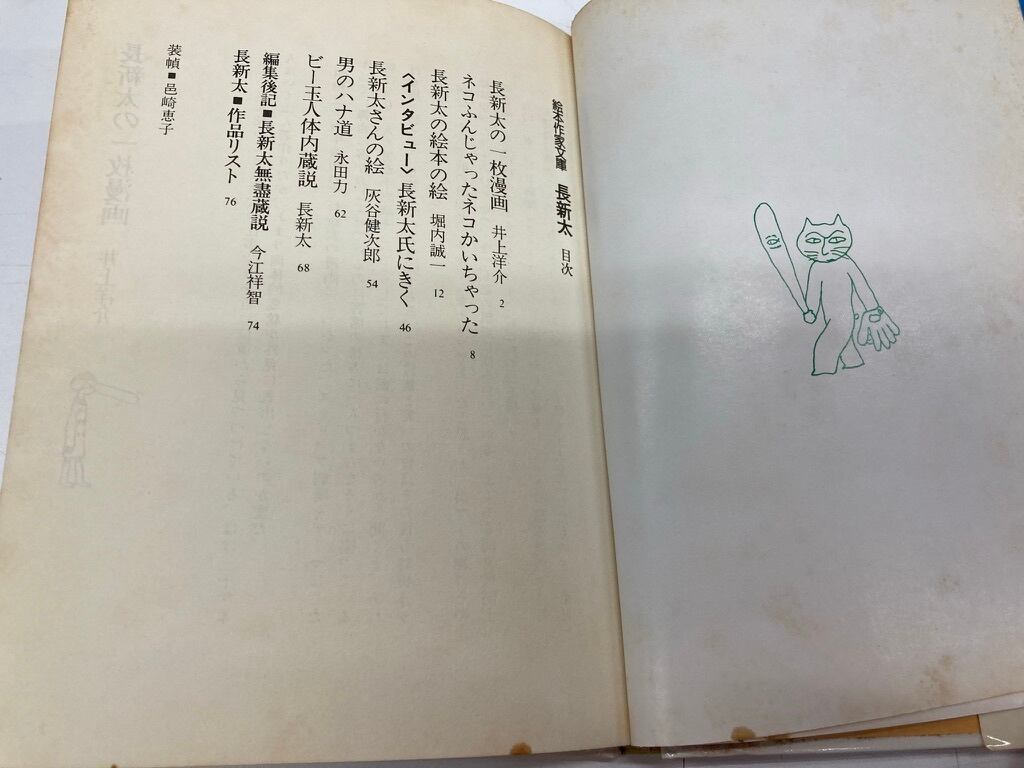 絵本作家文庫 長新太 目次
長新太の一枚漫画 井上洋介 2
ネコふんじゃったネコかいちゃった 8
長新太の絵本の絵 堀内誠一 12
〈インタビュー〉長新太氏にきく 46
長新太さんの絵 灰谷健次郎 54
男のハナ道 永田力 62
ビー玉人体内蔵説 長新太 68
編集後記■長新太無盡蔵説 今江祥智 74
長新太■作品リスト 76
装幀■邑崎恵子